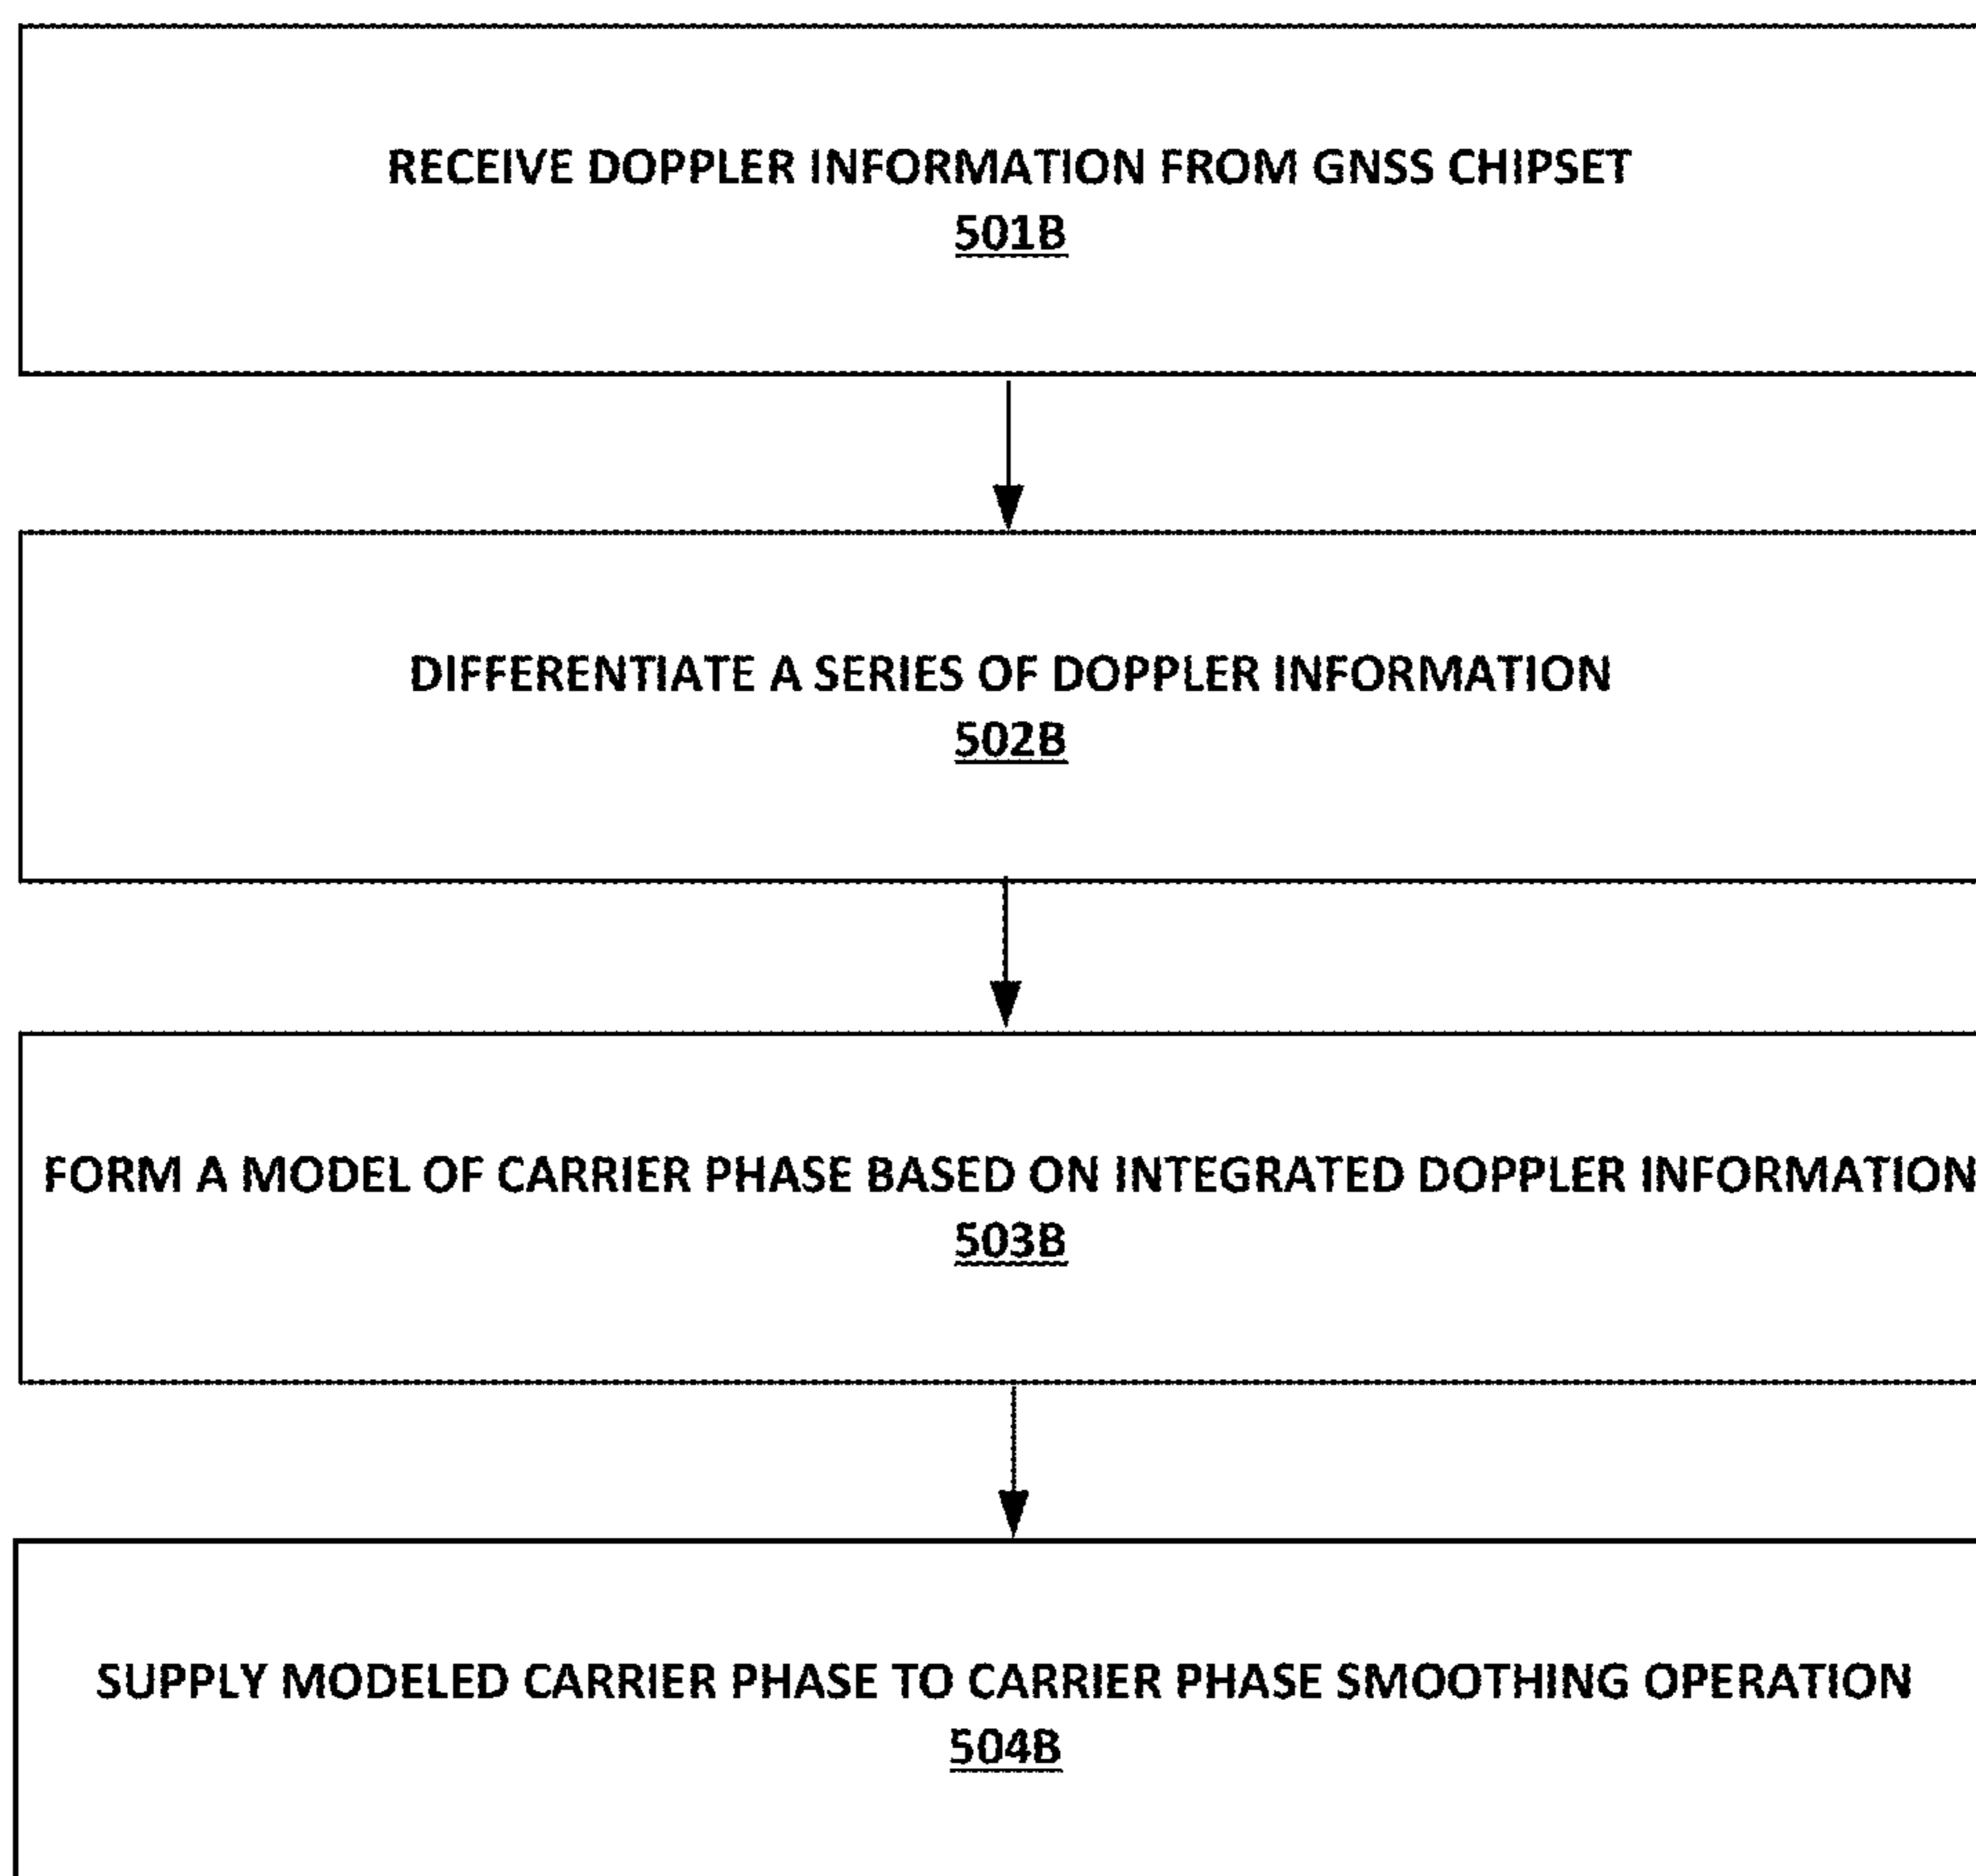 RECEIVE DOPPLER INFORMATION FROM GNSS CHIPSET
501B
DIFFERENTIATE A SERIES OF DOPPLER INFORMATION
502B
FORM A MODEL OF CARRIER PHASE BASED ON INTEGRATED DOPPLER INFORMATION
503B
SUPPLY MODELED CARRIER PHASE TO CARRIER PHASE SMOOTHING OPERATION
504B